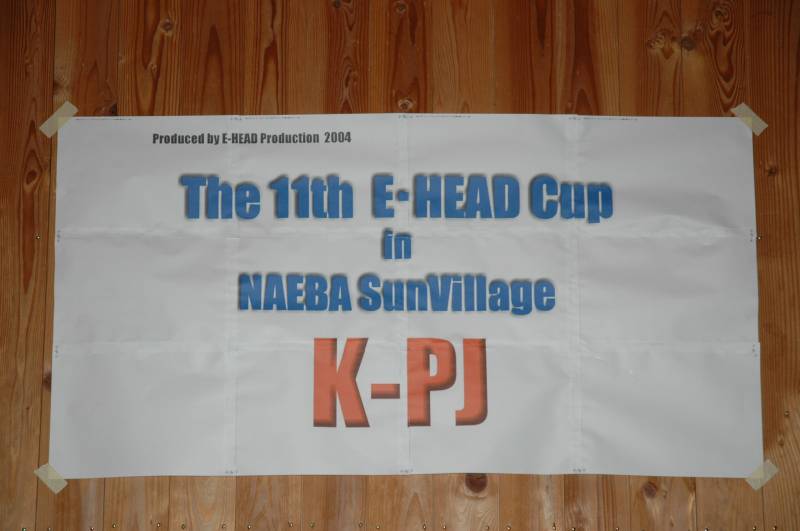 Produced by E-HEAD Production 2004
The 11th E・HEAD Cup
in
NAEBA SunVillage
K-PJ